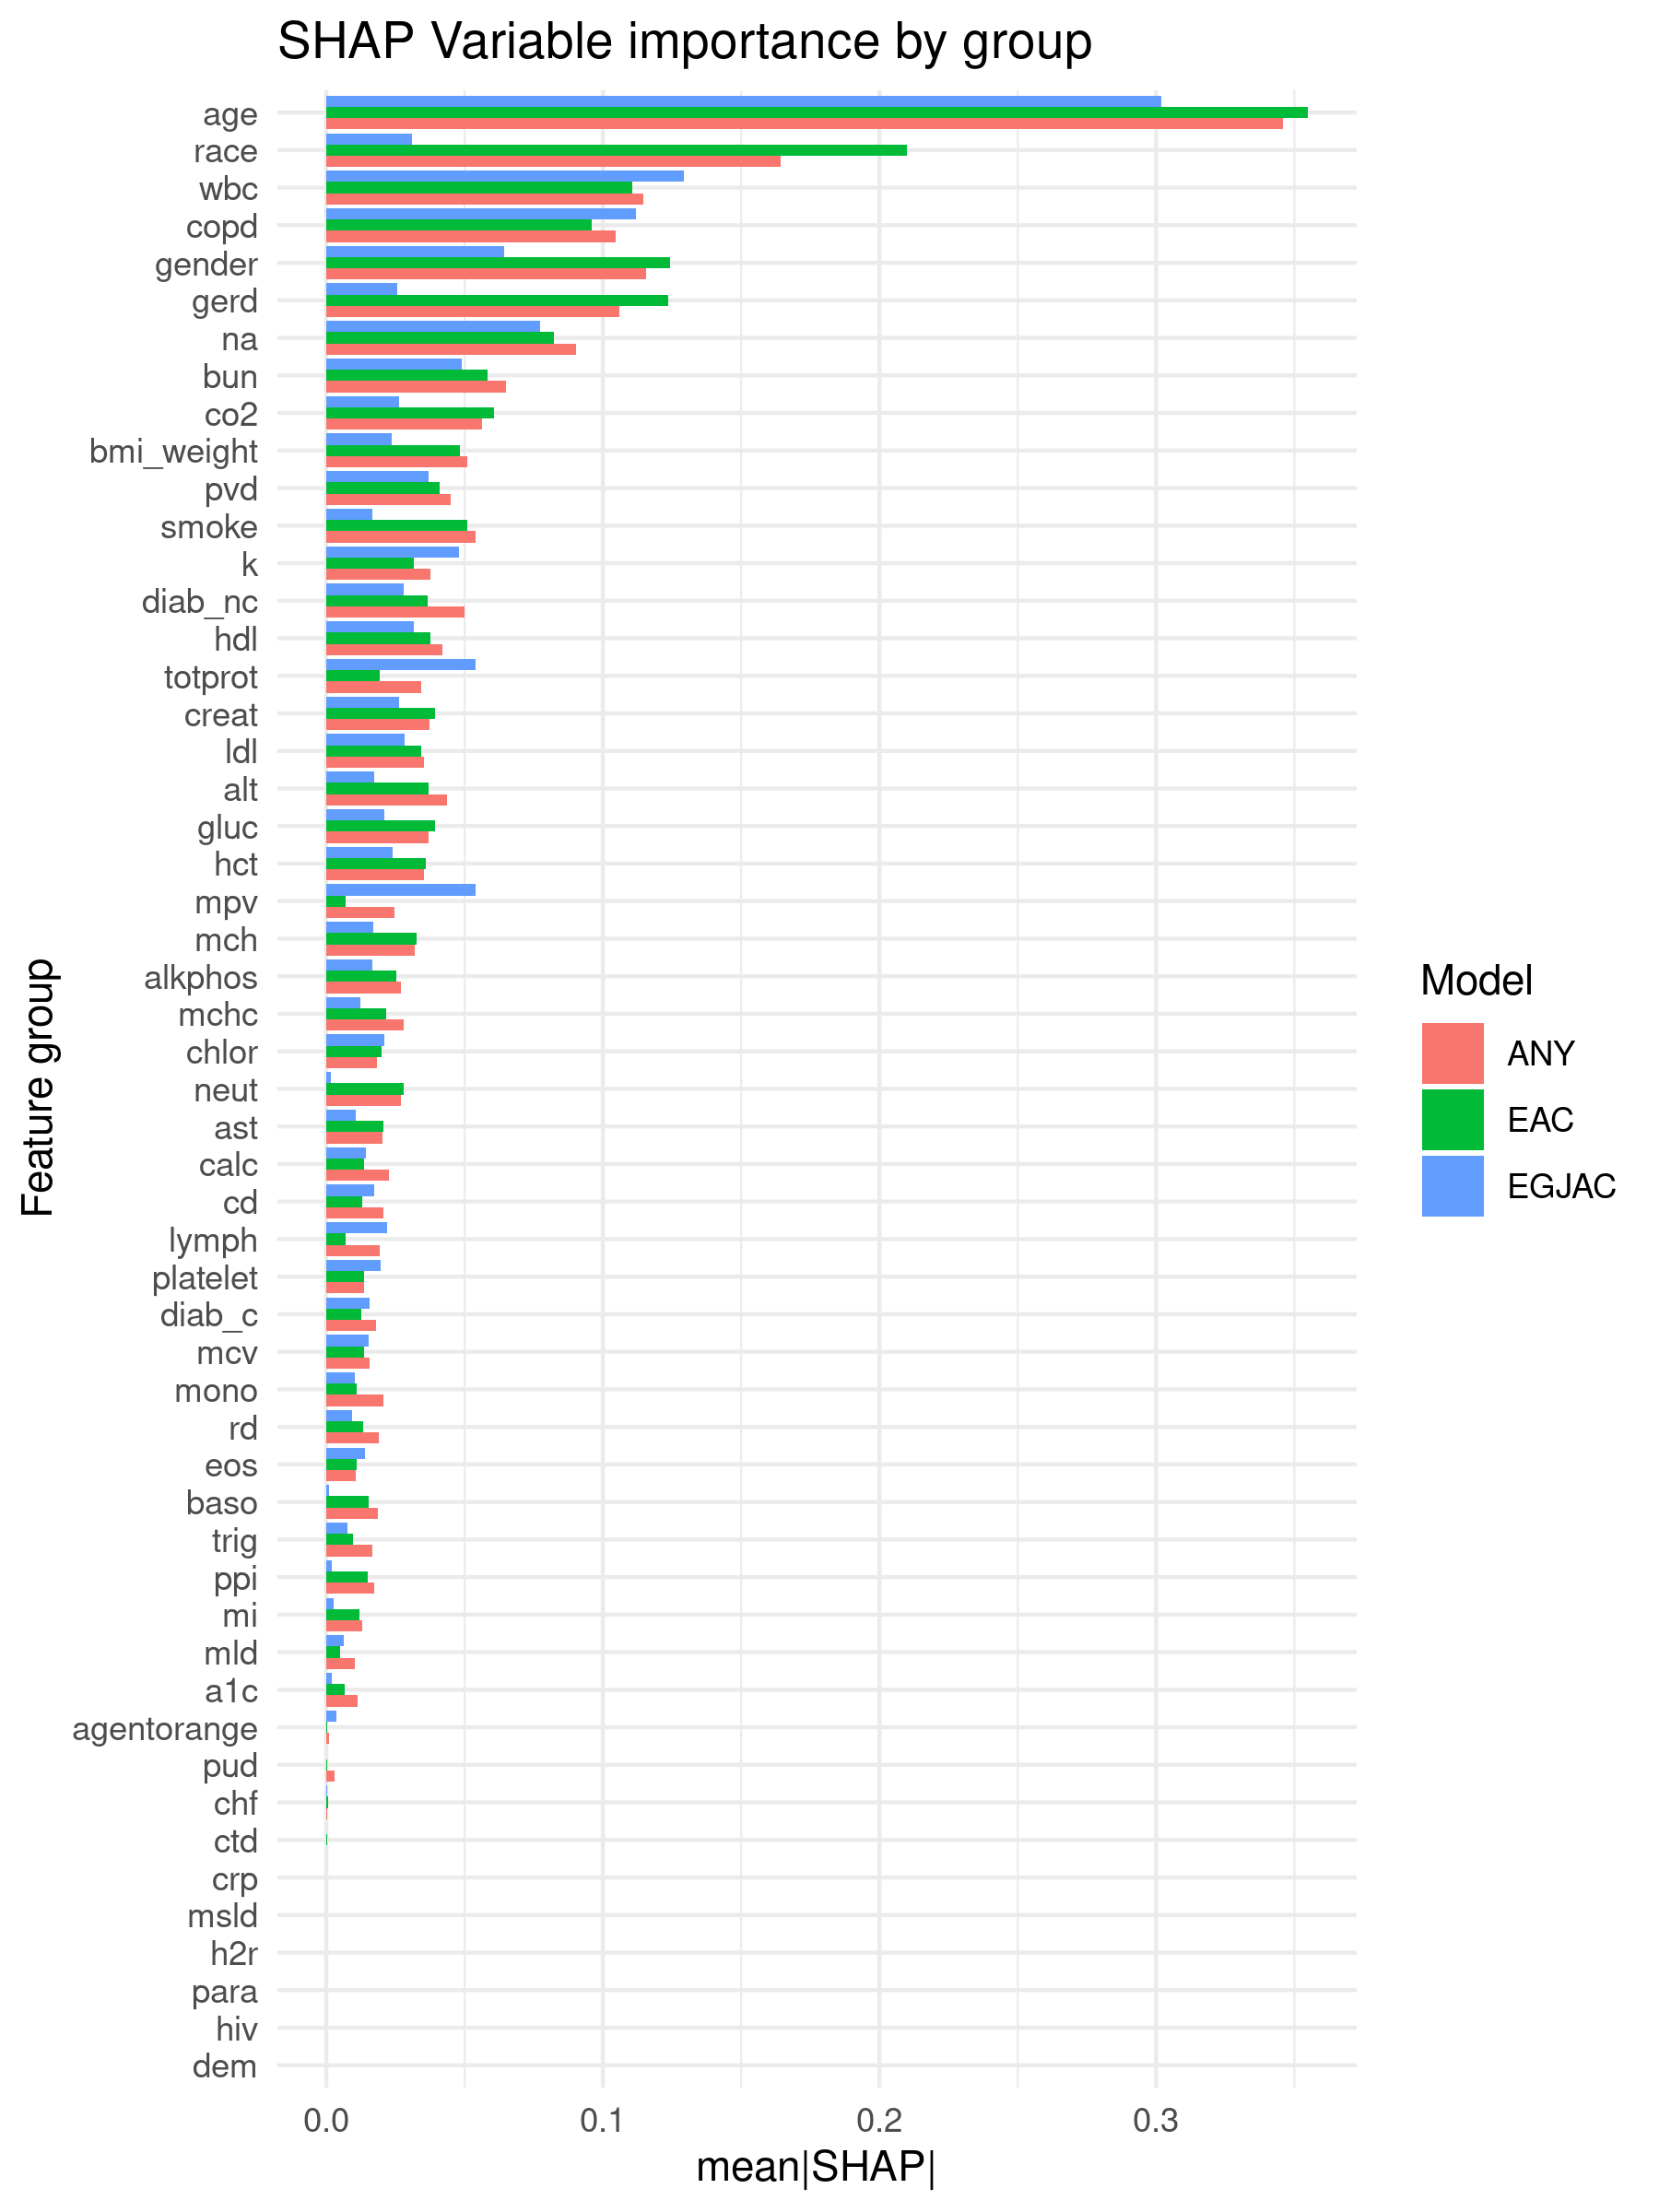 SHAP Variable importance by group
age
race
wbc
copd
gender
gerd
na
bun
co2
bmi_weight
pvd
smoke
k
diab_nc
hdl
totprot
creat
ldl
alt
gluc
hct
mpv
mch
alkphos
mchc
chlor
neut
ast
calc
cd
lymph
platelet
diab_c
mcv
mono
rd
eos
baso
trig
ppi
mi
mld
a1c
agentorange
pud
chf
ctd
crp
msld
h2r
para
hiv
dem
Feature group
0.0 0.1 0.2 0.3
mean|SHAP|
Model
ANY
EAC
EGJAC